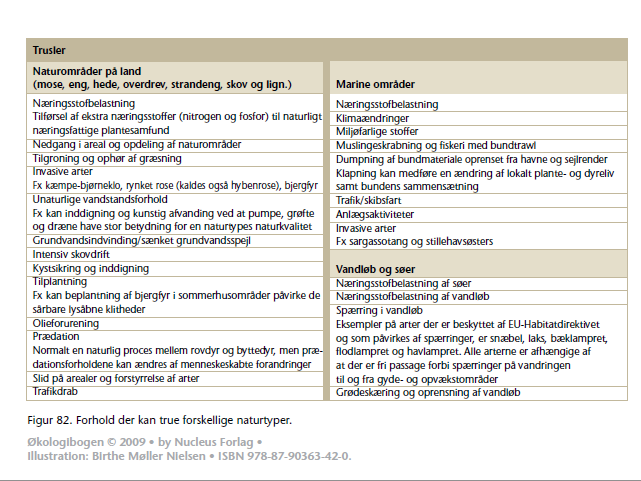 Trusler
Naturområder på land
(mose, eng, hede, overdrev, strandeng, skov og lign.)
Næringsstofbelastning
Tilførsel af ekstra næringsstoffer (nitrogen og fosfor) til naturligt
næringsfattige plantesamfund
Nedgang i areal og opdeling af naturområder
Tilgroning og ophør af græsning
Invasive arter
Fx kæmpe-bjørneklo, rynket rose (kaldes også hybenrose), bjergfyr
Unaturlige vandstandsforhold
Fx kan inddigning og kunstig afvanding ved at pumpe, grøfte
og dræne have stor betydning for en naturtypes naturkvalitet
Grundvandsindvinding/sænket grundvandsspejl
Intensiv skovdrift
Kystsikring og inddigning
Tilplantning
Fx kan beplantning af bjergfyr i sommerhusområder påvirke de
sårbare lysåbne klitheder
Olieforurening
Prædation
Normalt en naturlig proces mellem rovdyr og byttedyr, men præ-
dationsforholdene kan ændres af menneskeskabte forandringer
Slid på arealer og forstyrrelse af arter
Trafikdrab
Marine områder
Næringsstofbelastning
Klimaændringer
Miljøfarlige stoffer
Muslingeskrabning og fiskeri med bundtrawl
Dumpning af bundmateriale oprenset fra havne og sejlrender
Klapning kan medføre en ændring af lokalt plante- og dyreliv
samt bundens sammensætning
Trafik/skibsfart
Anlægsaktiviteter
Invasive arter
Fx sargassotang og stillehavsøsters
Vandløb og søer
Næringsstofbelastning af søer
Næringsstofbelastning af vandløb
Spærring i vandløb
Eksempler på arter der er beskyttet af EU-Habitatdirektivet
og som påvirkes af spærringer, er snæbel, laks, bæklampret,
flodlampret og havlampret. Alle arterne er afhængige af
at der er fri passage forbi spærringer på vandringen
til og fra gyde- og opvækstområder
Grødeskæring og oprensning af vandløb
Figur 82. Forhold der kan true forskellige naturtyper.
Økologibogen © 2009 • by Nucleus Forlag •
Illustration: Birthe Møller Nielsen • ISBN 978-87-90363-42-0.